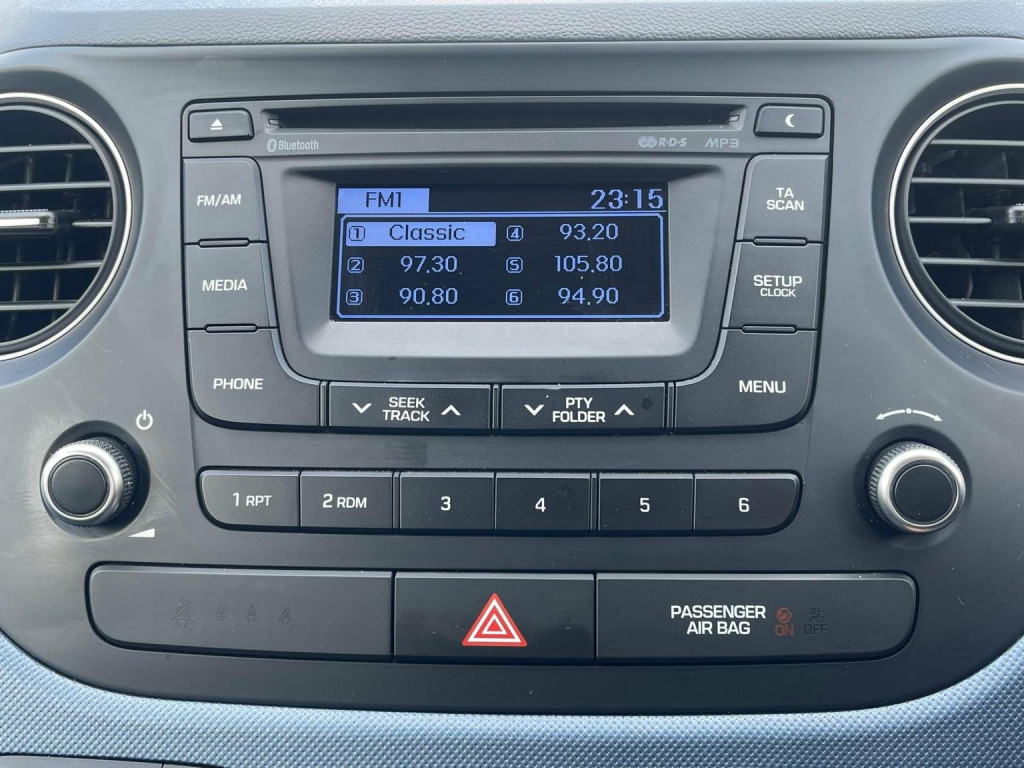 Bluetooth R·D·S MP3
FM/AM
MEDIA
PHONE
FM1 23:15
1 Classic 4 93.20
2 97.30 5 105.80
3 90.80 6 94.90
TA
SCAN
SETUP
CLOCK
MENU
SEEK
TRACK
PTY
FOLDER
1 RPT 2 RDM 3 4 5 6
PASSENGER
AIR BAG ON OFF